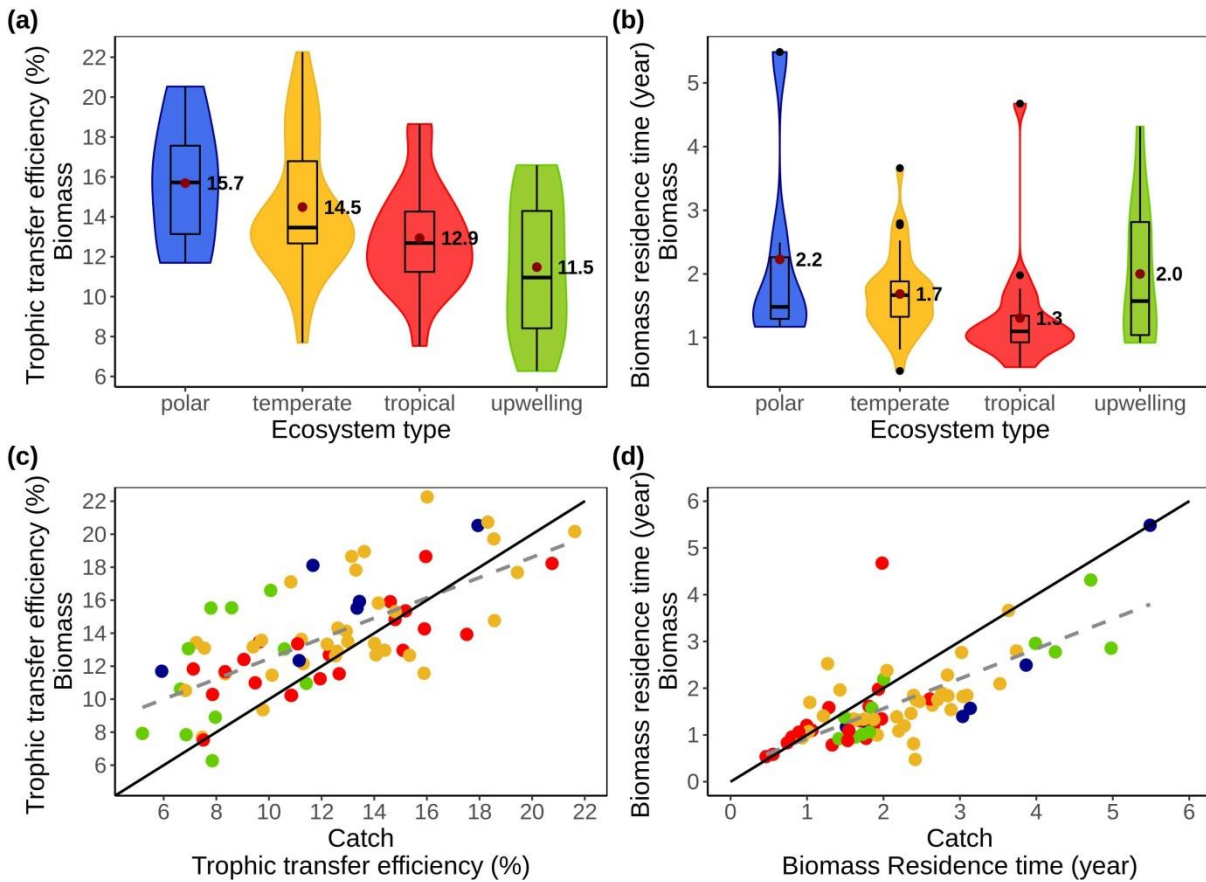 (a)
Trophic transfer efficiency (%)
Biomass
22
20
18
16
14
12
10
8
6
15.7
14.5
12.9
11.5
polar temperate tropical upwelling
Ecosystem type
(b)
Biomass residence time (year)
Biomass
5
4
3
2
1
2.2
1.7
1.3
2.0
polar temperate tropical upwelling
Ecosystem type
(c)
Trophic transfer efficiency (%)
Biomass
22
20
18
16
14
12
10
8
6
6 8 10 12 14 16 18 20 22
Catch
Trophic transfer efficiency (%)
(d)
Biomass residence time (year)
Biomass
6
5
4
3
2
1
0
0 1 2 3 4 5 6
Catch
Biomass Residence time (year)